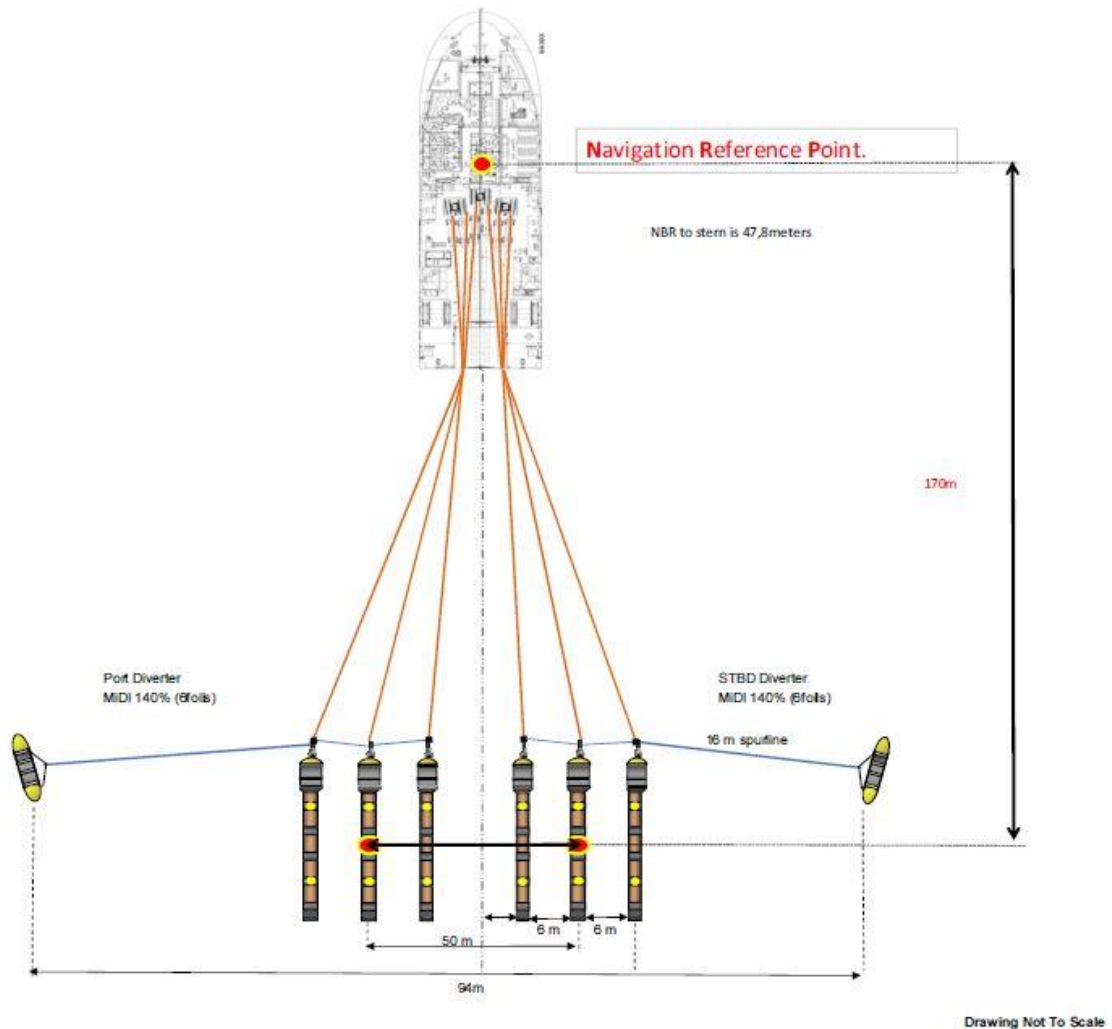 Navigation Reference Point.
NBR to stern is 47,8meters
170m
Port Diverter
MiDI 140% (6foils)
STBD Diverter
MiDI 140% (6foils)
16 m spurline
6 m
6 m
50 m
94m
Drawing Not To Scale